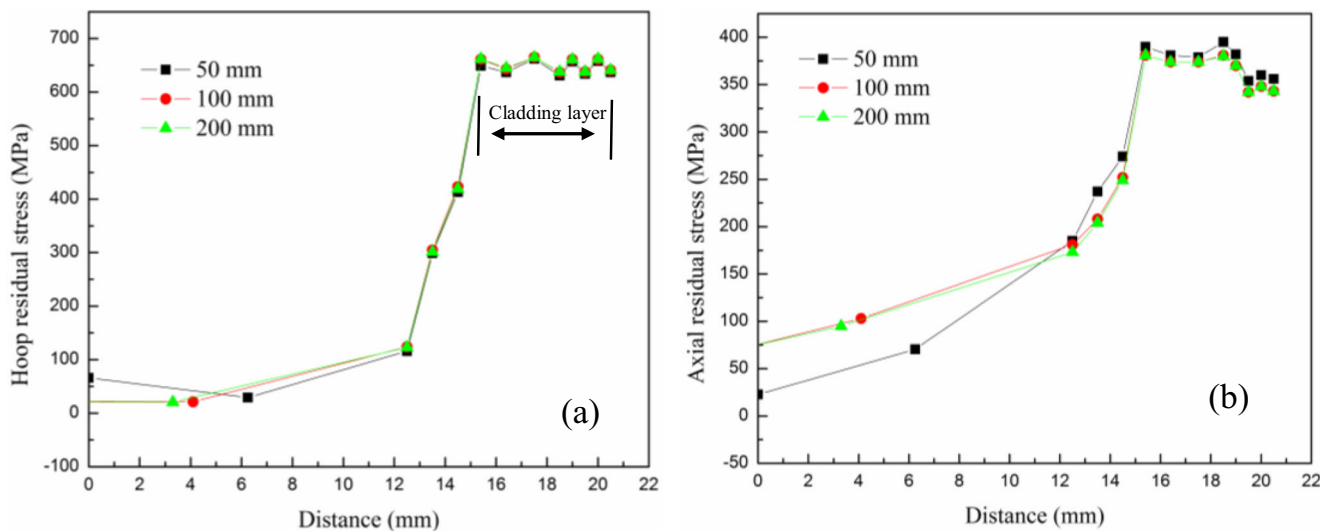 700
600
500
400
300
200
100
0
-100
Hoop residual stress (MPa)
50 mm
100 mm
200 mm
Cladding layer
(a)
0 2 4 6 8 10 12 14 16 18 20 22
Distance (mm)
400
350
300
250
200
150
100
50
0
-50
Axial residual stress (MPa)
50 mm
100 mm
200 mm
(b)
0 2 4 6 8 10 12 14 16 18 20 22
Distance (mm)